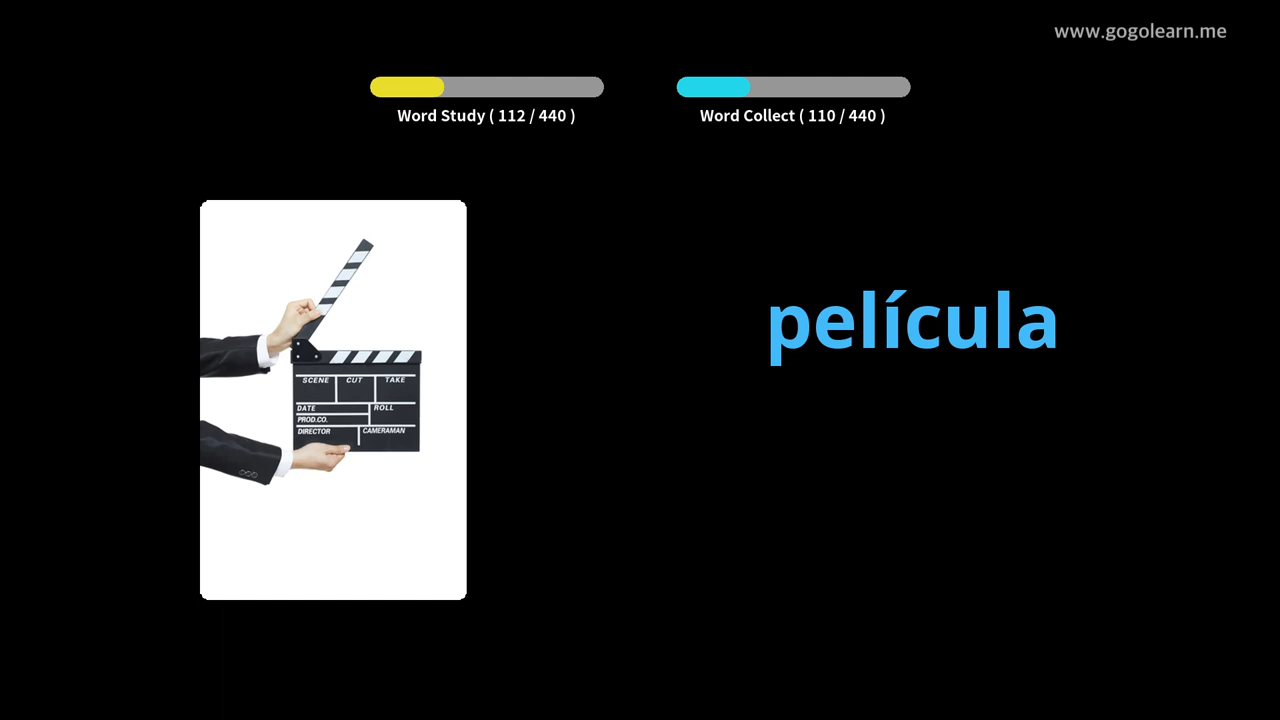 www.gogolearn.me
Word Study ( 112 / 440 )
Word Collect ( 110 / 440 )
película
SCENE CUT TAKE
DATE ROLL
PROD.CO.
DIRECTOR CAMERAMAN